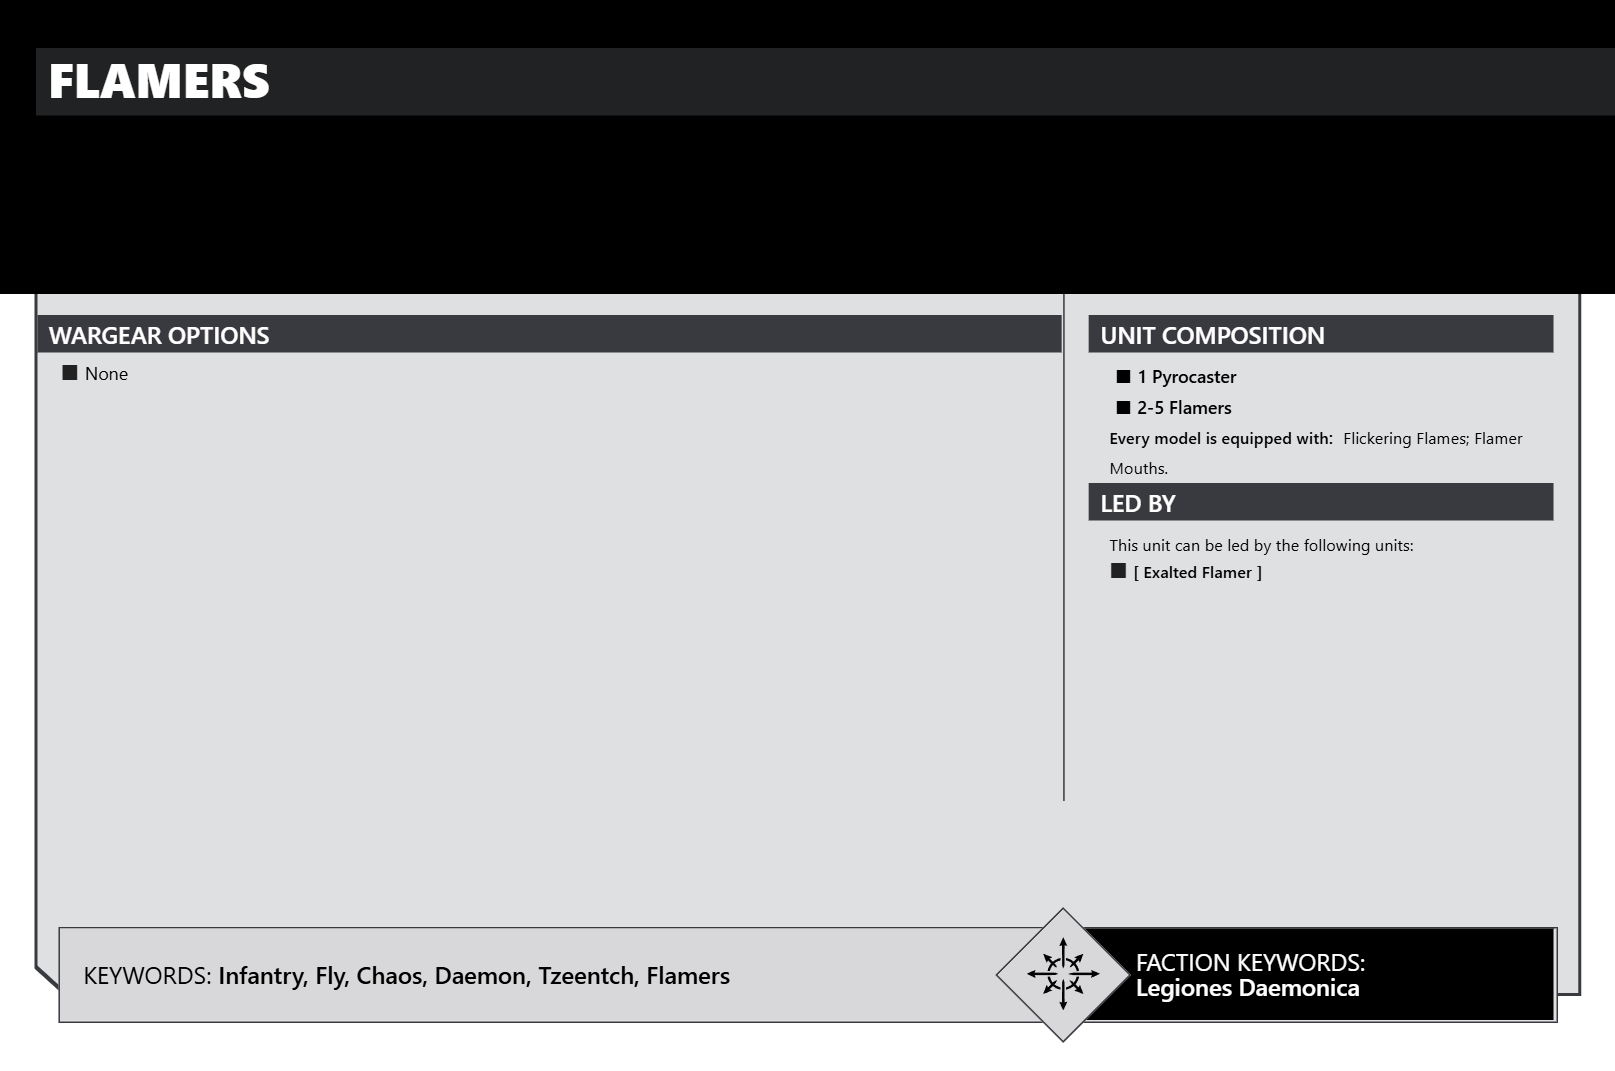 FLAMERS
WARGEAR OPTIONS
■ None
UNIT COMPOSITION
■ 1 Pyrocaster
■ 2-5 Flamers
Every model is equipped with: Flickering Flames; Flamer
Mouths.
LED BY
This unit can be led by the following units:
■ [ Exalted Flamer ]
KEYWORDS: Infantry, Fly, Chaos, Daemon, Tzeentch, Flamers
FACTION KEYWORDS:
Legiones Daemonica